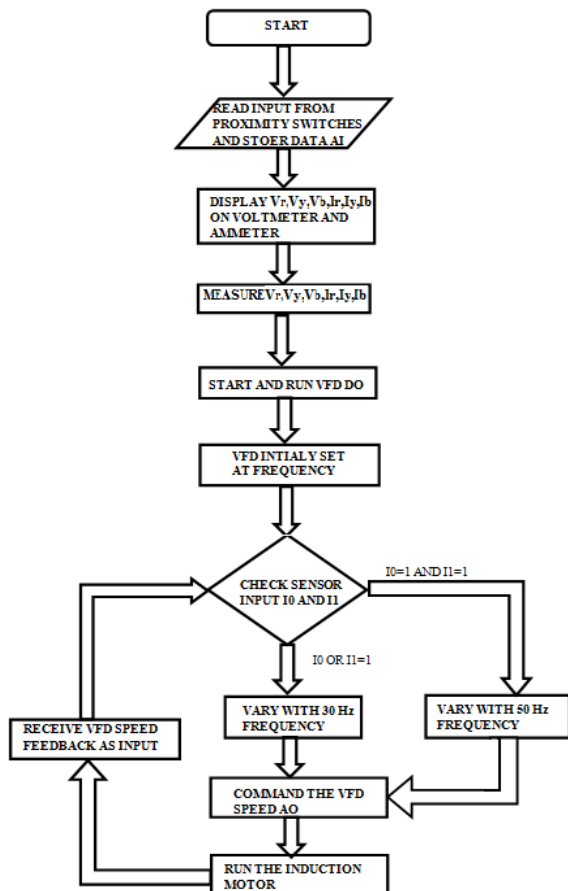 START
READ INPUT FROM
PROXIMITY SWITCHES
AND STOER DATA AI
DISPLAY Vr,Vy,Vb,Ir,Iy,Ib
ON VOLTMETER AND
AMMETER
MEASUREVr,Vy,Vb,Ir,Iy,Ib
START AND RUN VFD DO
VFD INTIALY SET
AT FREQUENCY
CHECK SENSOR
INPUT I0 AND I1
I0=1 AND I1=1
I0 OR I1=1
VARY WITH 30 Hz
FREQUENCY
VARY WITH 50 Hz
FREQUENCY
RECEIVE VFD SPEED
FEEDBACK AS INPUT
COMMAND THE VFD
SPEED AO
RUN THE INDUCTION
MOTOR